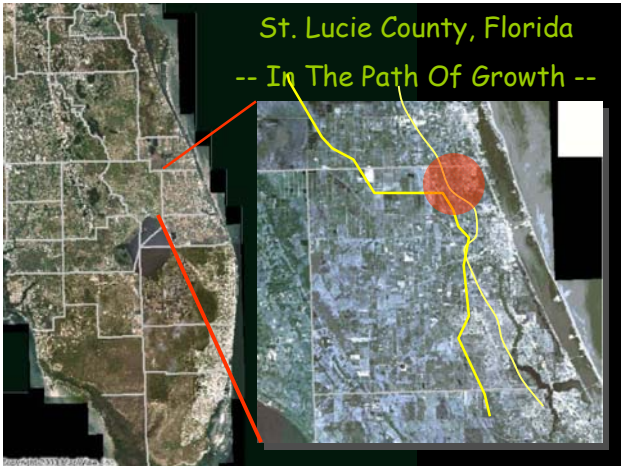 St. Lucie County, Florida
-- In The Path Of Growth --